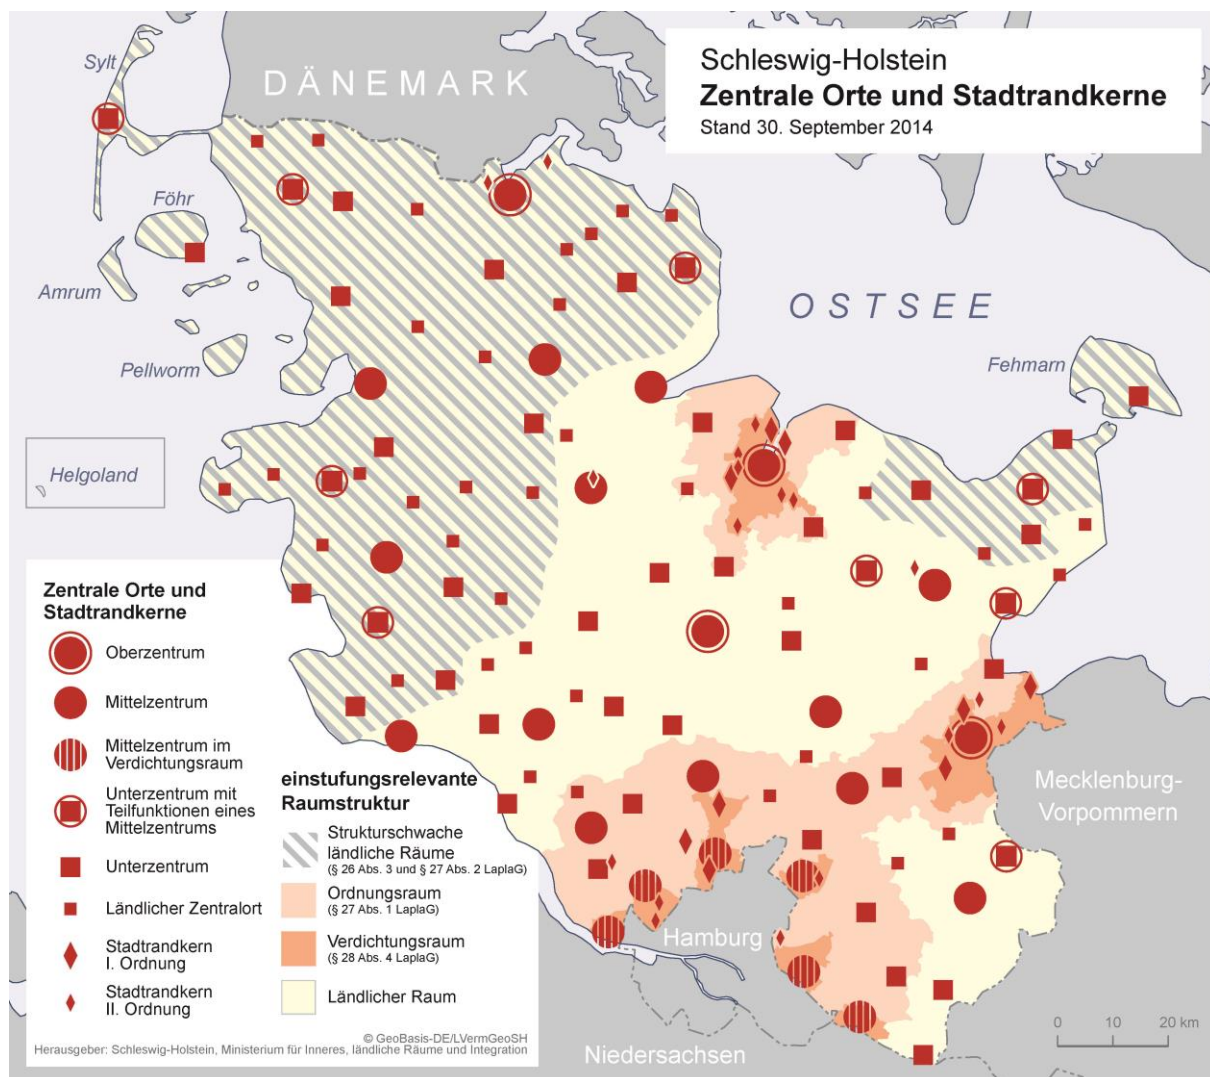 Schleswig-Holstein
Zentrale Orte und Stadtrandkerne
Stand 30. September 2014
Sylt
DÄNEMARK
Föhr
Amrum
Pellworm
OSTSEE
Fehmarn
Helgoland
Zentrale Orte und
Stadtrandkerne
Oberzentrum
Mittelzentrum
Mittelzentrum im
Verdichtungsraum
Unterzentrum mit
Teilfunktionen eines
Mittelzentrums
Unterzentrum
Ländlicher Zentralort
Stadtrandkern
I. Ordnung
Stadtrandkern
II. Ordnung
einstufungsrelevante
Raumstruktur
Strukturschwache
ländliche Räume
(§ 26 Abs. 3 und § 27 Abs. 2 LaplaG)
Ordnungsraum
(§ 27 Abs. 1 LaplaG)
Verdichtungsraum
(§ 28 Abs. 4 LaplaG)
Ländlicher Raum
© GeoBasis-DE/LVermGeoSH
Herausgeber: Schleswig-Holstein, Ministerium für Inneres, ländliche Räume und Integration
Mecklenburg-
Vorpommern
Hamburg
Niedersachsen
0 10 20 km